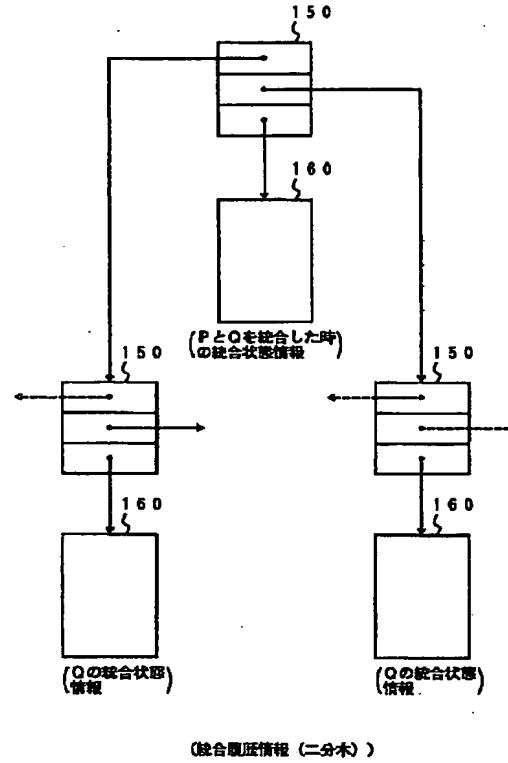 150
160
(PとQを統合した時
の統合状態情報)
150
150
160
160
(Qの統合状態
情報)
(Qの統合状態
情報)
(統合履歴情報(二分木))